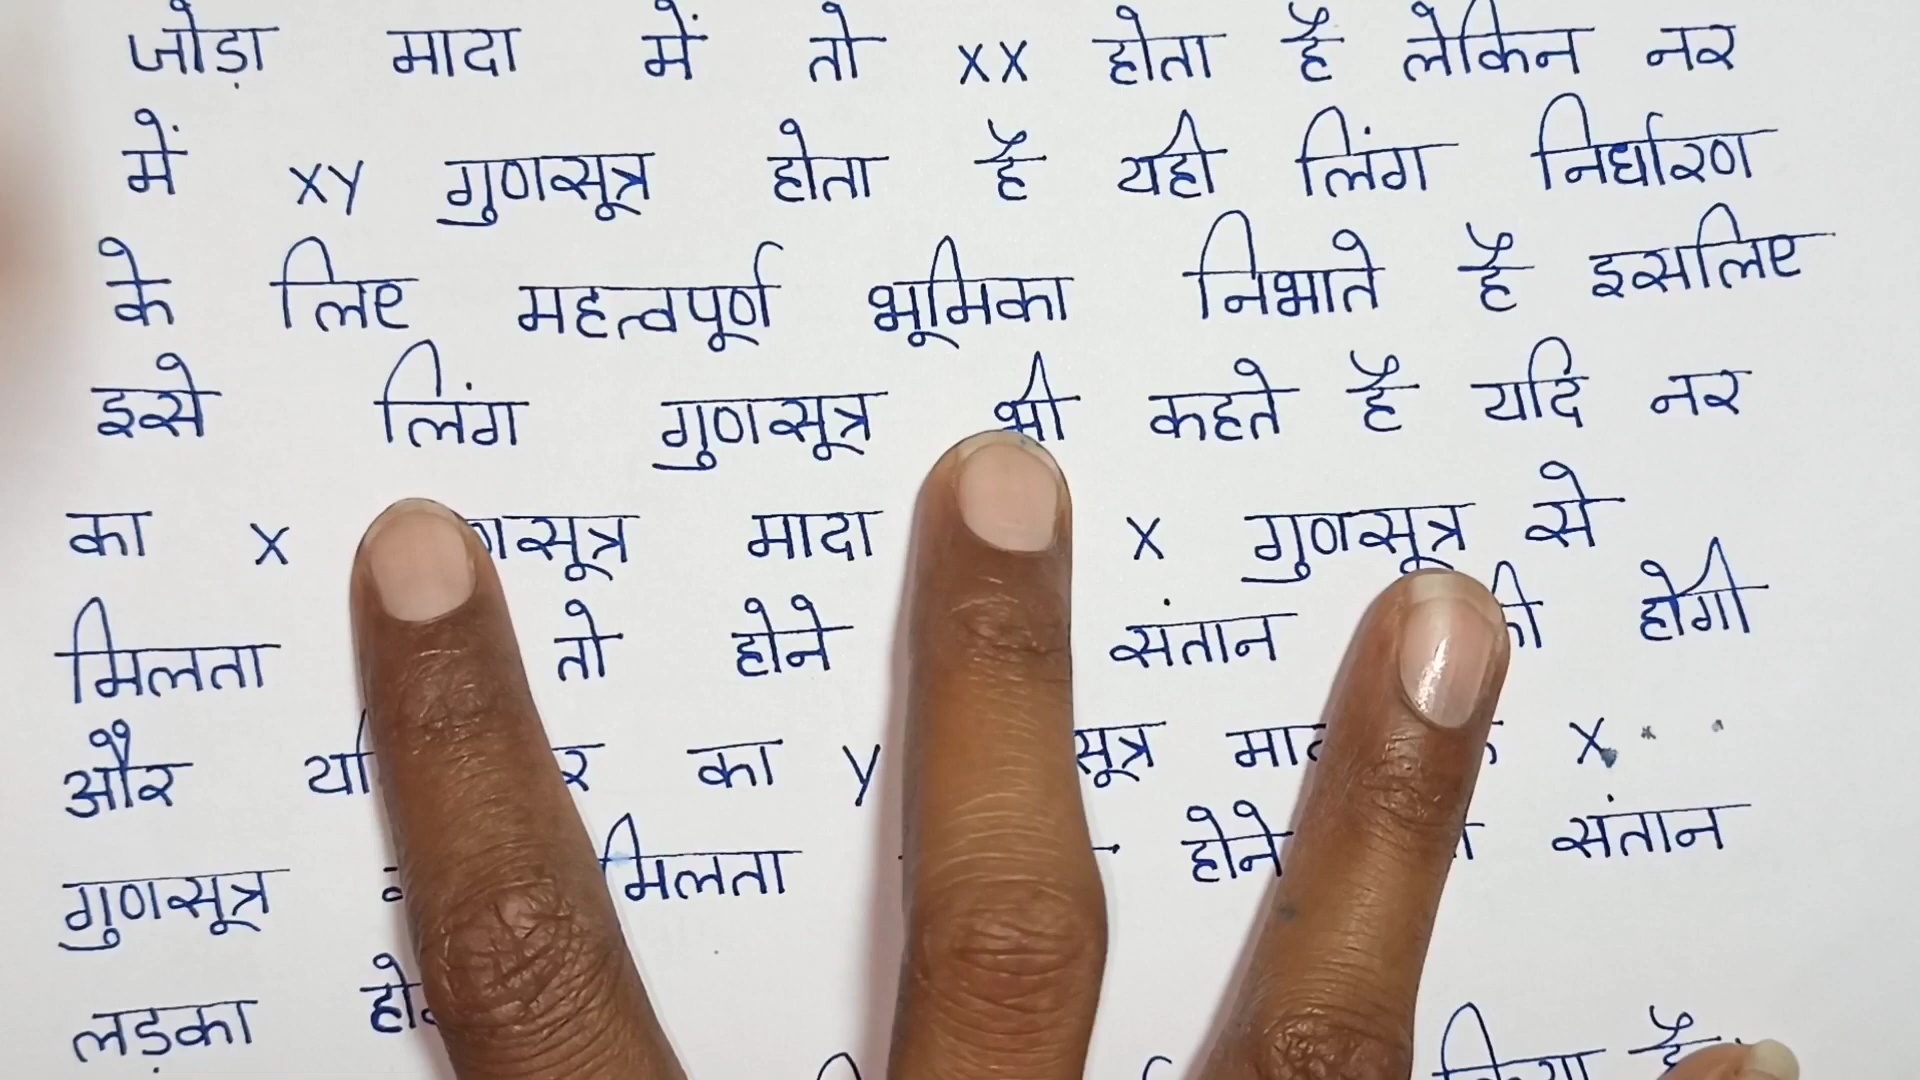 जोड़ा मादा में तो XX होता है लेकिन नर
में XY गुणसूत्र होता है यही लिंग निर्धारण
के लिए महत्वपूर्ण भूमिका निभाते है इसलिए
इसे लिंग गुणसूत्र भी कहते है यदि नर
का X मादा X गुणसूत्र से
मिलता तो होने संतान होगी
और का Y X
गुणसूत्र मिलता होने संतान
लड़का
है